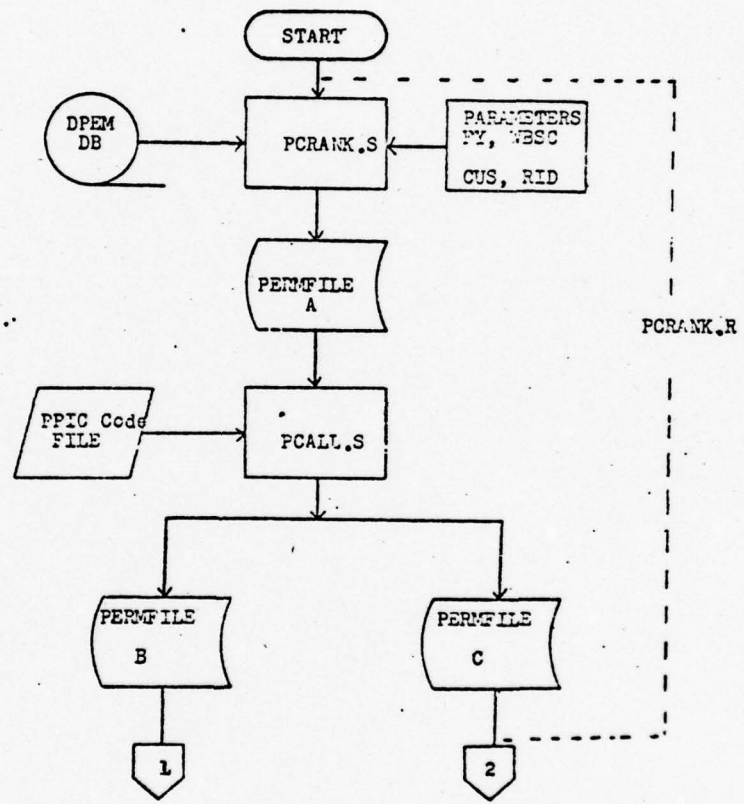 START
DPEM
DB
PCRANK.S
PARAMETERS
FY, WBSC
CUS, RID
PERMFILE
A
PCRANK.R
PPIC Code
FILE
PCALL.S
PERMFILE
B
PERMFILE
C
1
2